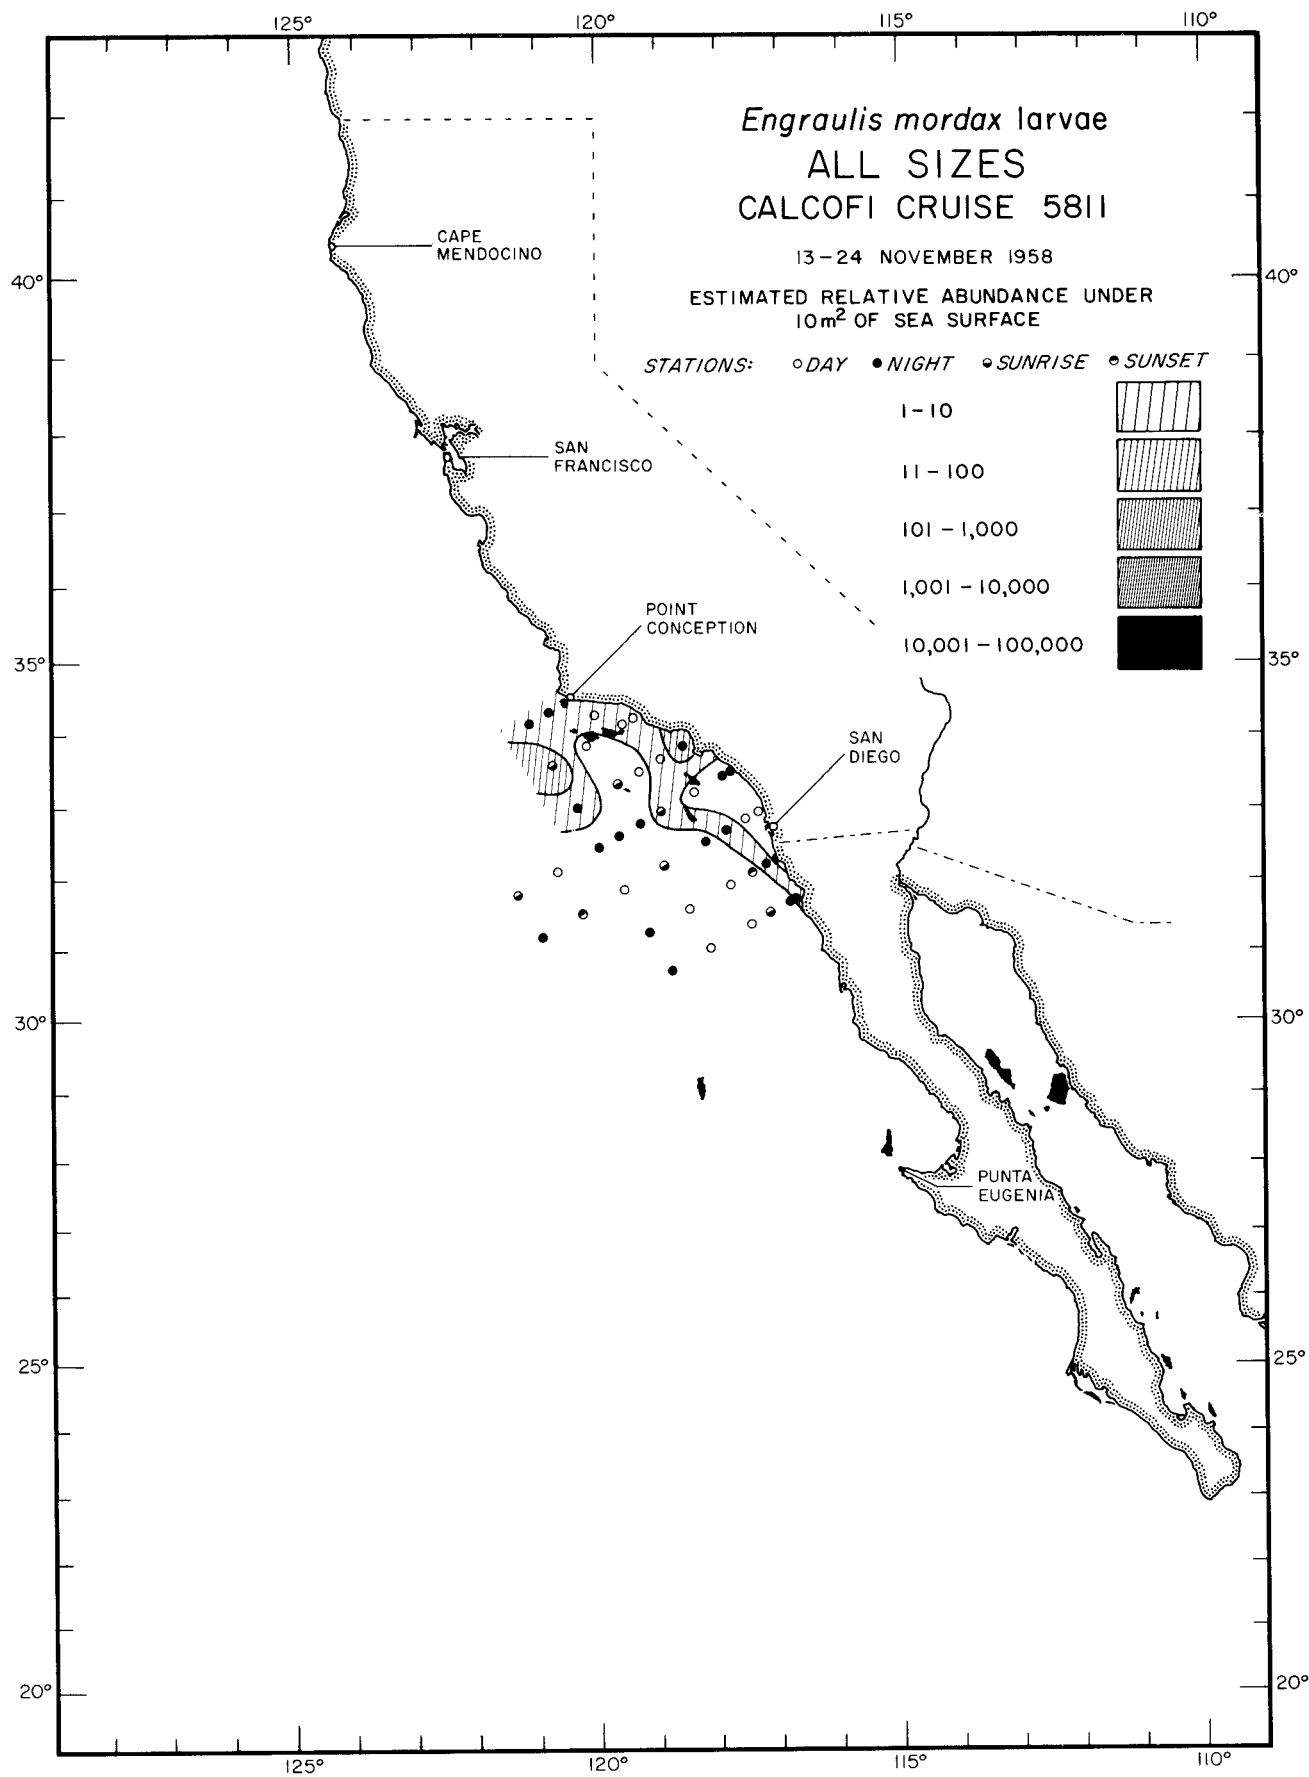 125° 120° 115° 110°
Engraulis mordax larvae
ALL SIZES
CALCOFI CRUISE 5811
13-24 NOVEMBER 1958
ESTIMATED RELATIVE ABUNDANCE UNDER
10m² OF SEA SURFACE
STATIONS: DAY NIGHT SUNRISE SUNSET
1-10
11-100
101-1,000
1,001-10,000
10,001-100,000
CAPE
MENDOCINO
40° 40°
SAN
FRANCISCO
POINT
CONCEPTION
35° 35°
SAN
DIEGO
30° 30°
PUNTA
EUGENIA
25° 25°
20° 20°
125° 120° 115° 110°